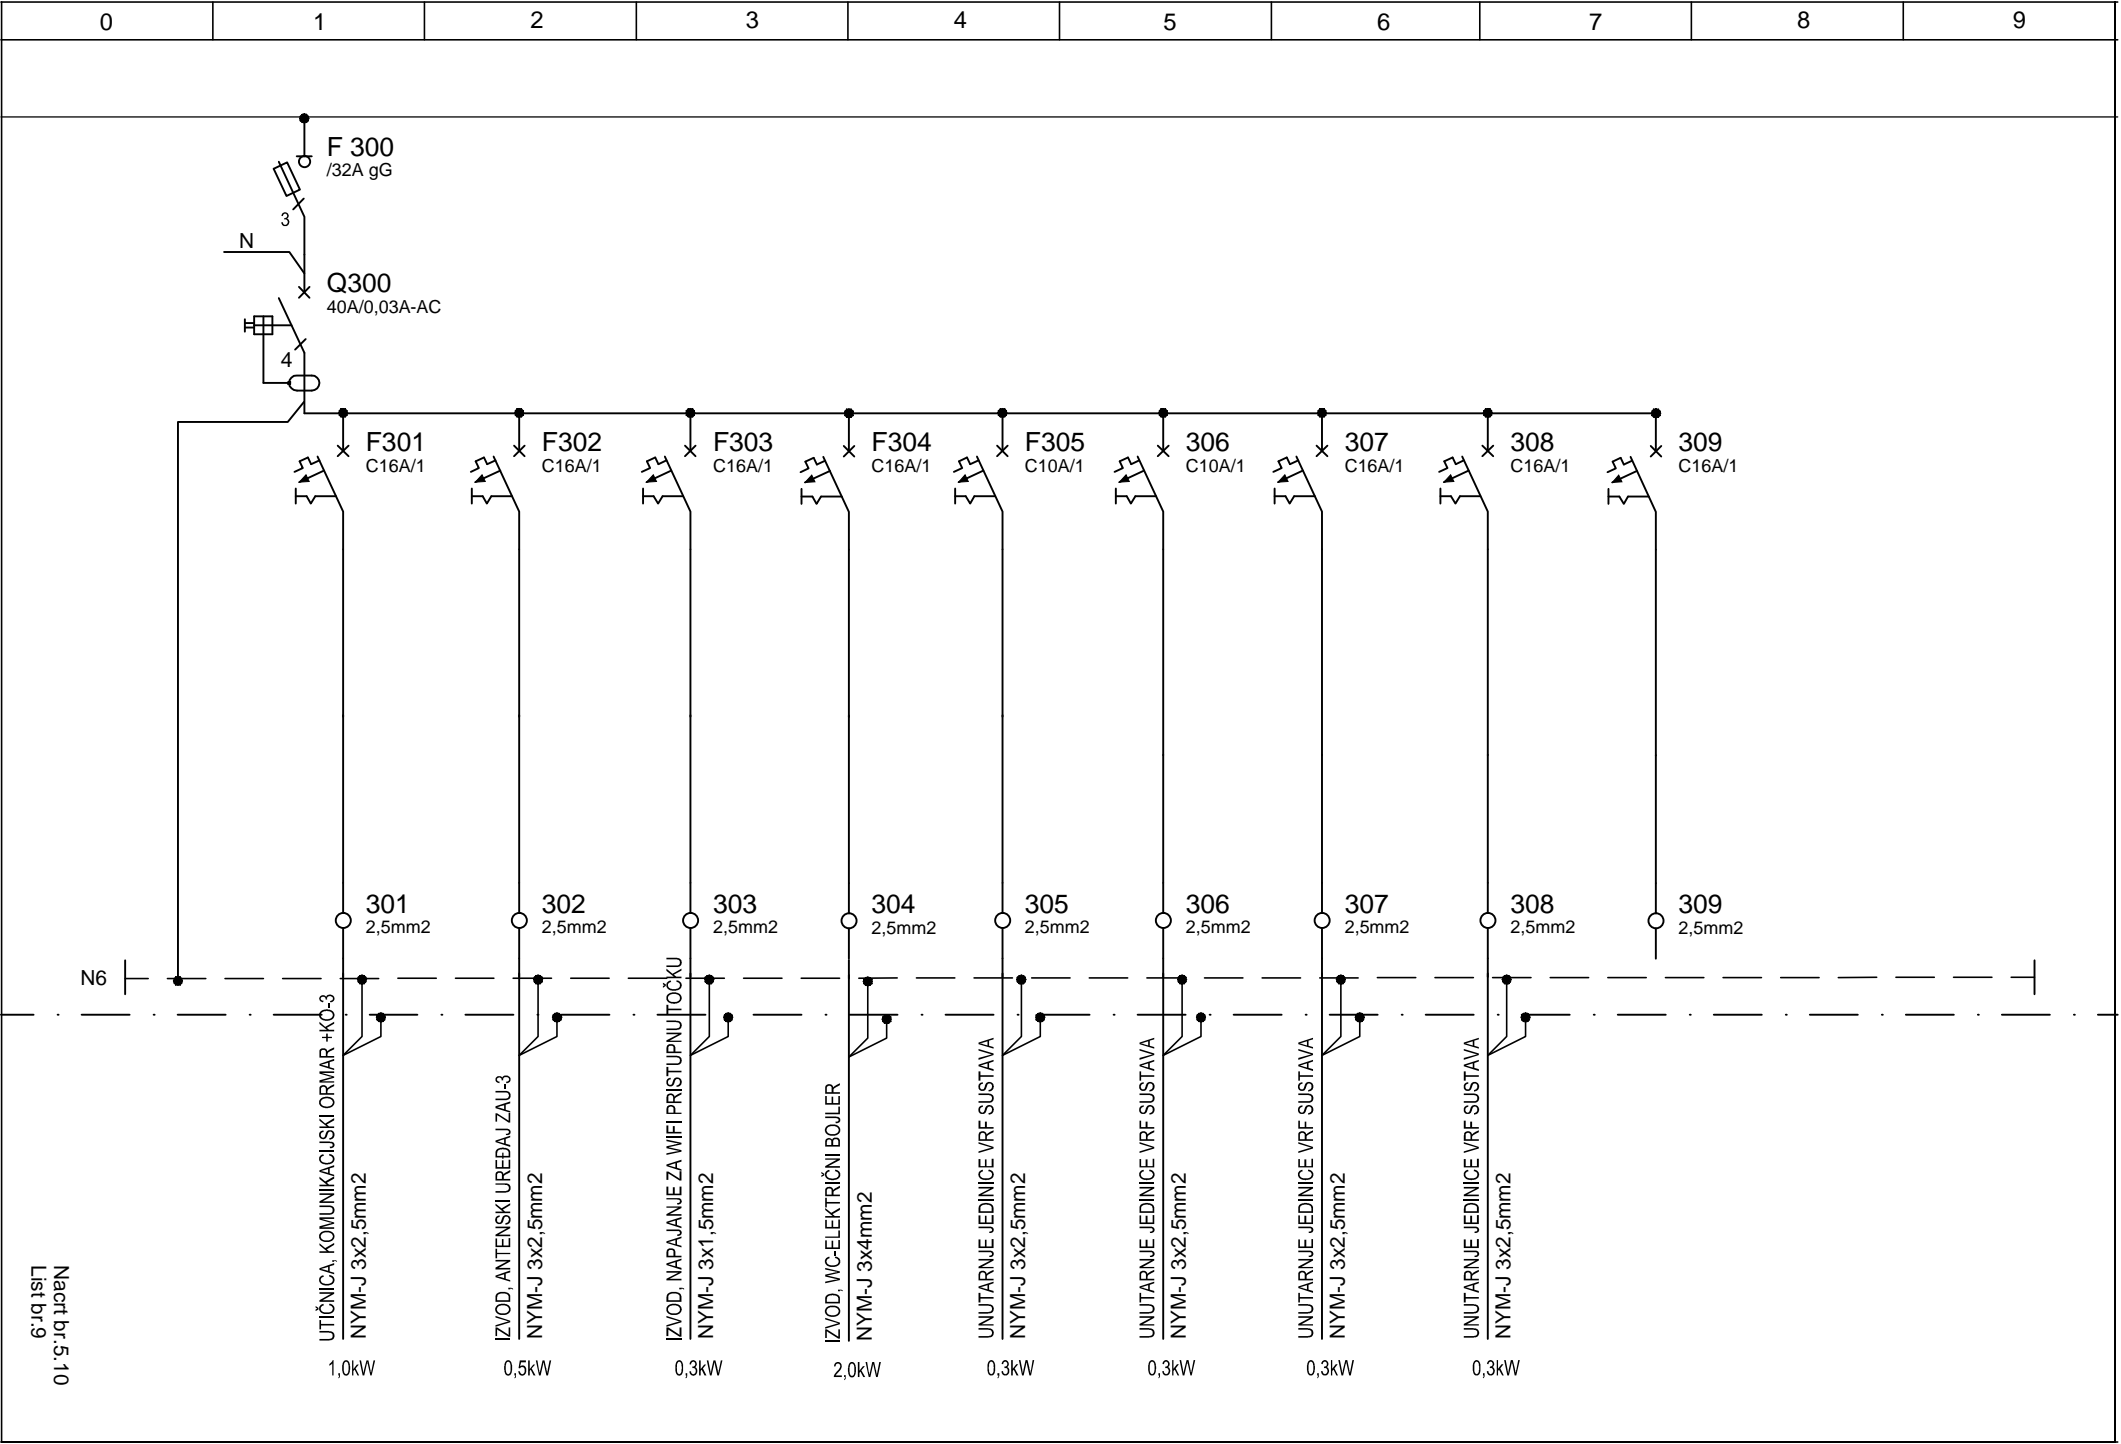 0 1 2 3 4 5 6 7 8 9
F 300
/32A gG
3
N
Q300
40A/0,03A-AC
4
F301 F302 F303 F304 F305 306 307 308 309
C16A/1 C16A/1 C16A/1 C16A/1 C10A/1 C10A/1 C16A/1 C16A/1 C16A/1
301 302 303 304 305 306 307 308 309
2,5mm2 2,5mm2 2,5mm2 2,5mm2 2,5mm2 2,5mm2 2,5mm2 2,5mm2 2,5mm2
N6
UTIČNICA, KOMUNIKACIJSKI ORMAR +KO-3
NYM-J 3x2,5mm2
IZVOD, ANTENSKI UREĐAJ ZAU-3
NYM-J 3x2,5mm2
IZVOD, NAPAJANJE ZA WIFI PRISTUPNU TOČKU
NYM-J 3x1,5mm2
IZVOD, WC-ELEKTRIČNI BOJLER
NYM-J 3x4mm2
UNUTARNJE JEDINICE VRF SUSTAVA
NYM-J 3x2,5mm2
UNUTARNJE JEDINICE VRF SUSTAVA
NYM-J 3x2,5mm2
UNUTARNJE JEDINICE VRF SUSTAVA
NYM-J 3x2,5mm2
UNUTARNJE JEDINICE VRF SUSTAVA
NYM-J 3x2,5mm2
1,0kW 0,5kW 0,3kW 2,0kW 0,3kW 0,3kW 0,3kW 0,3kW
Nacrt br.5.10
List br.9